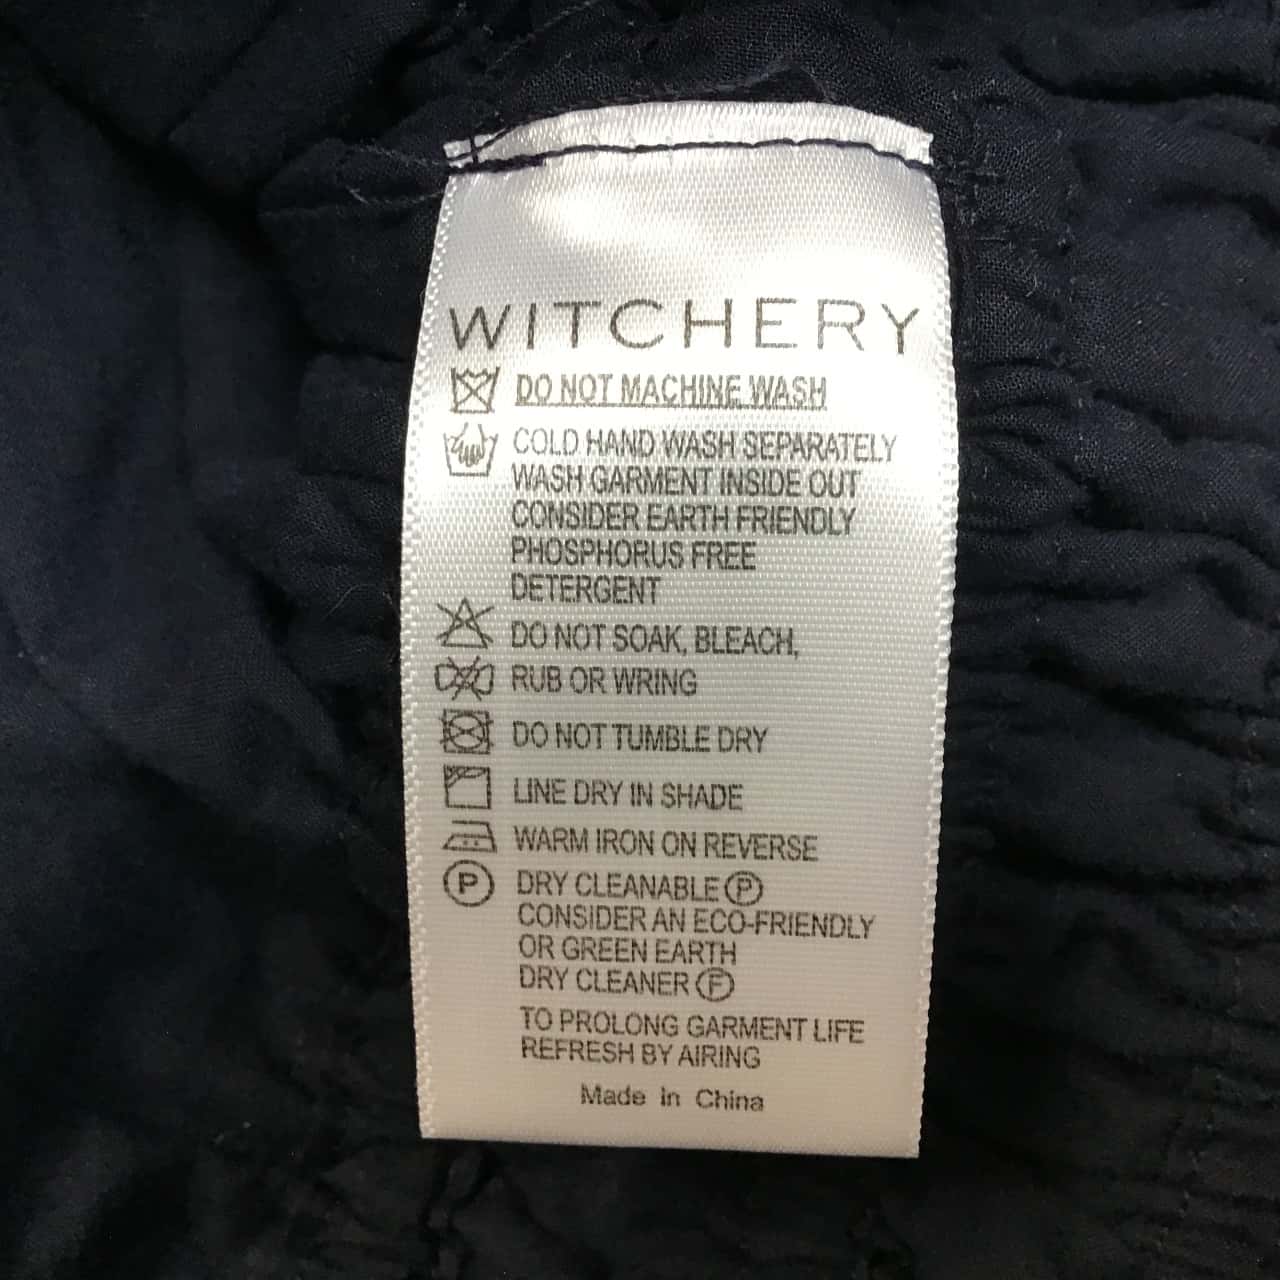 WITCHERY
DO NOT MACHINE WASH
COLD HAND WASH SEPARATELY
WASH GARMENT INSIDE OUT
CONSIDER EARTH FRIENDLY
PHOSPHORUS FREE
DETERGENT
DO NOT SOAK, BLEACH,
RUB OR WRING
DO NOT TUMBLE DRY
LINE DRY IN SHADE
WARM IRON ON REVERSE
P DRY CLEANABLE P
CONSIDER AN ECO-FRIENDLY
OR GREEN EARTH
DRY CLEANER F
TO PROLONG GARMENT LIFE
REFRESH BY AIRING
Made in China